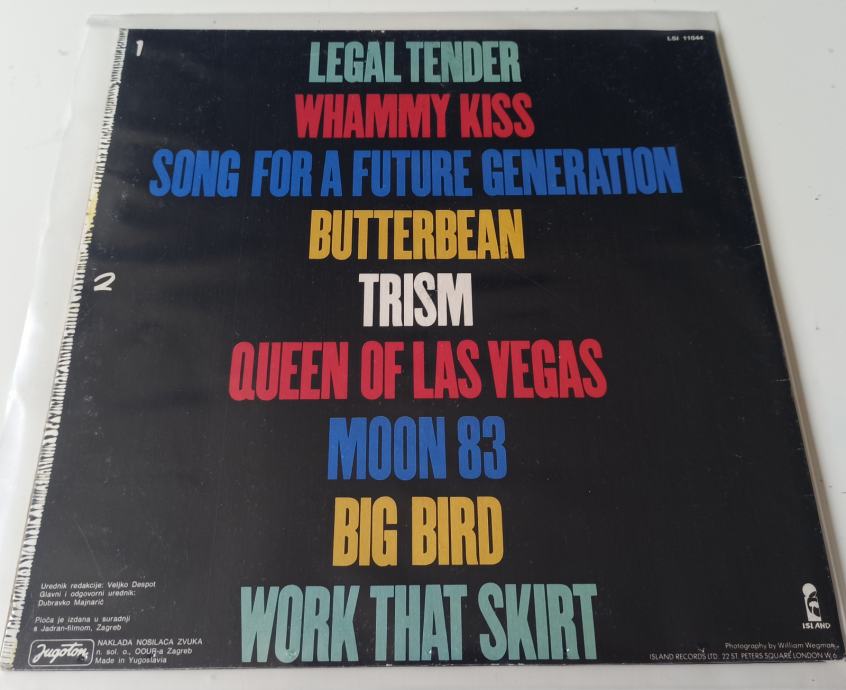 1
LSI 11044
LEGAL TENDER
WHAMMY KISS
SONG FOR A FUTURE GENERATION
BUTTERBEAN
2
TRISM
QUEEN OF LAS VEGAS
MOON 83
BIG BIRD
WORK THAT SKIRT
Urednik redakcije: Veljko Despot
Glavni i odgovorni urednik:
Dubravko Majnarić
Ploča je izdana u suradnji
s Jadran-filmom, Zagreb
Jugoton
NAKLADA NOSILACA ZVUKA
n. sol. o., OOUR-a Zagreb
Made in Yugoslavia
ISLAND
Photography by William Wegman
ISLAND RECORDS LTD. 22 ST. PETERS SQUARE LONDON W.6.